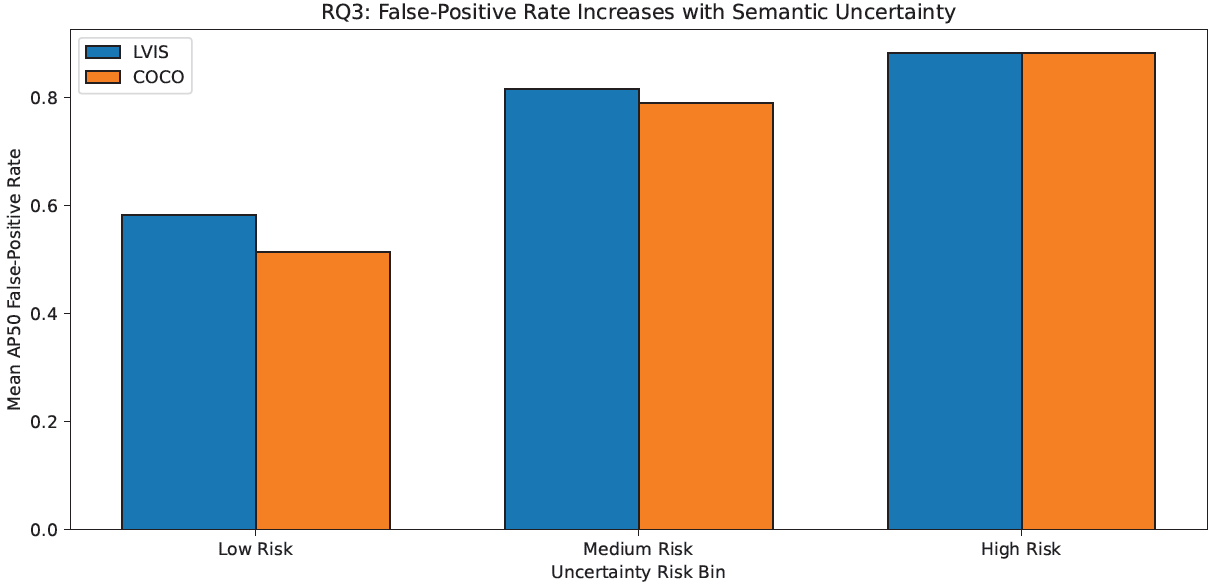 RQ3: False-Positive Rate Increases with Semantic Uncertainty
LVIS
COCO
Mean AP50 False-Positive Rate
0.8
0.6
0.4
0.2
0.0
Low Risk
Medium Risk
High Risk
Uncertainty Risk Bin